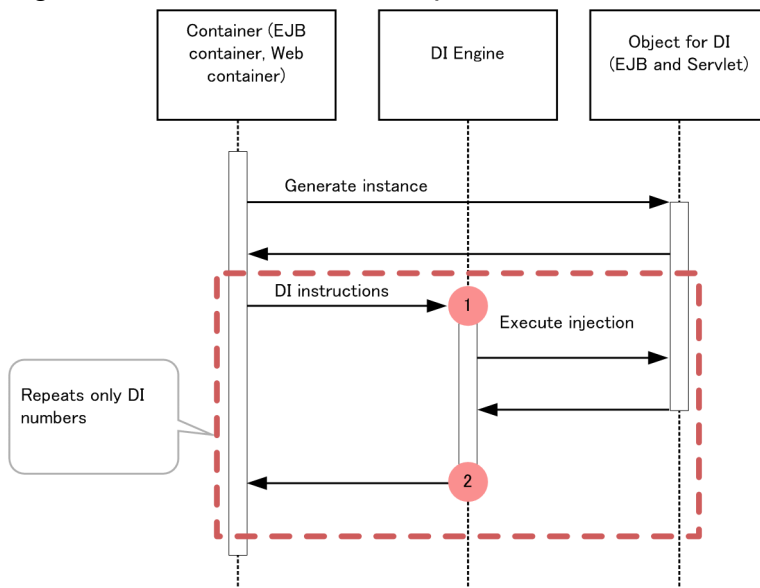 Container (EJB
container, Web
container)
DI Engine
Object for DI
(EJB and Servlet)
Generate instance
DI instructions
1
Execute injection
Repeats only DI
numbers
2